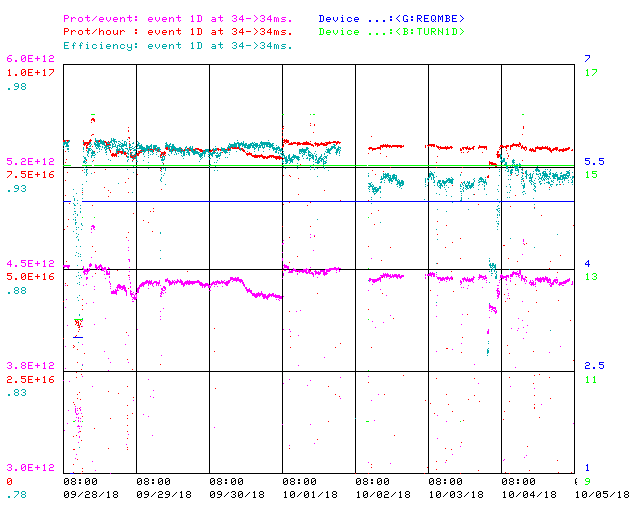 Prot/event: event 1D at 34->34ms. Device ...:<G:REQMBE>
Prot/hour : event 1D at 34->34ms. Device ...:<B:TURN1D>
Efficiency: event 1D at 34->34ms.
6.0E+12 7
1.0E+17 17
.98
5.2E+12 5.5
7.5E+16 15
.93
4.5E+12 4
5.0E+16 13
.88
3.8E+12 2.5
2.5E+16 11
.83
3.0E+12 1
0 9
.78
08:00 08:00 08:00 08:00 08:00 08:00 08:00
09/28/18 09/29/18 09/30/18 10/01/18 10/02/18 10/03/18 10/04/18 10/05/18